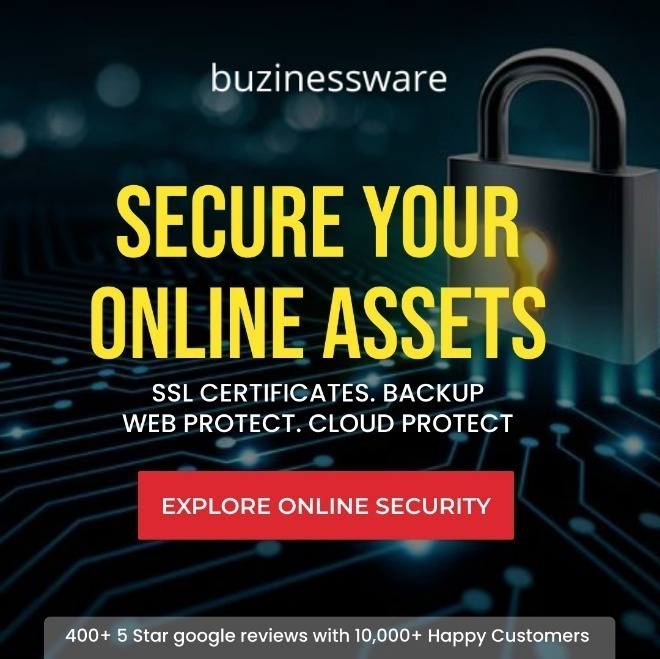 buzinessware
SECURE YOUR
ONLINE ASSETS
SSL CERTIFICATES. BACKUP
WEB PROTECT. CLOUD PROTECT
EXPLORE ONLINE SECURITY
400+ 5 Star google reviews with 10,000+ Happy Customers